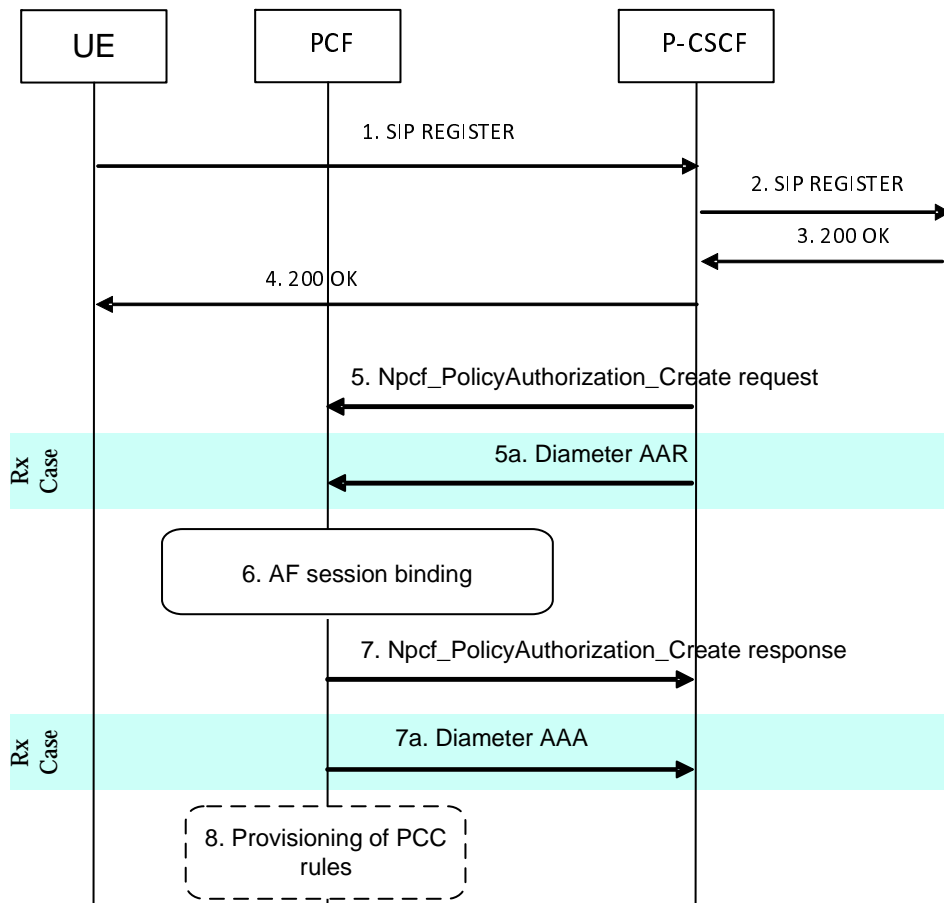 UE
PCF
P-CSCF
1. SIP REGISTER
2. SIP REGISTER
3. 200 OK
4. 200 OK
5. Npcf_PolicyAuthorization_Create request
Rx
Case
5a. Diameter AAR
6. AF session binding
7. Npcf_PolicyAuthorization_Create response
Rx
Case
7a. Diameter AAA
8. Provisioning of PCC
rules